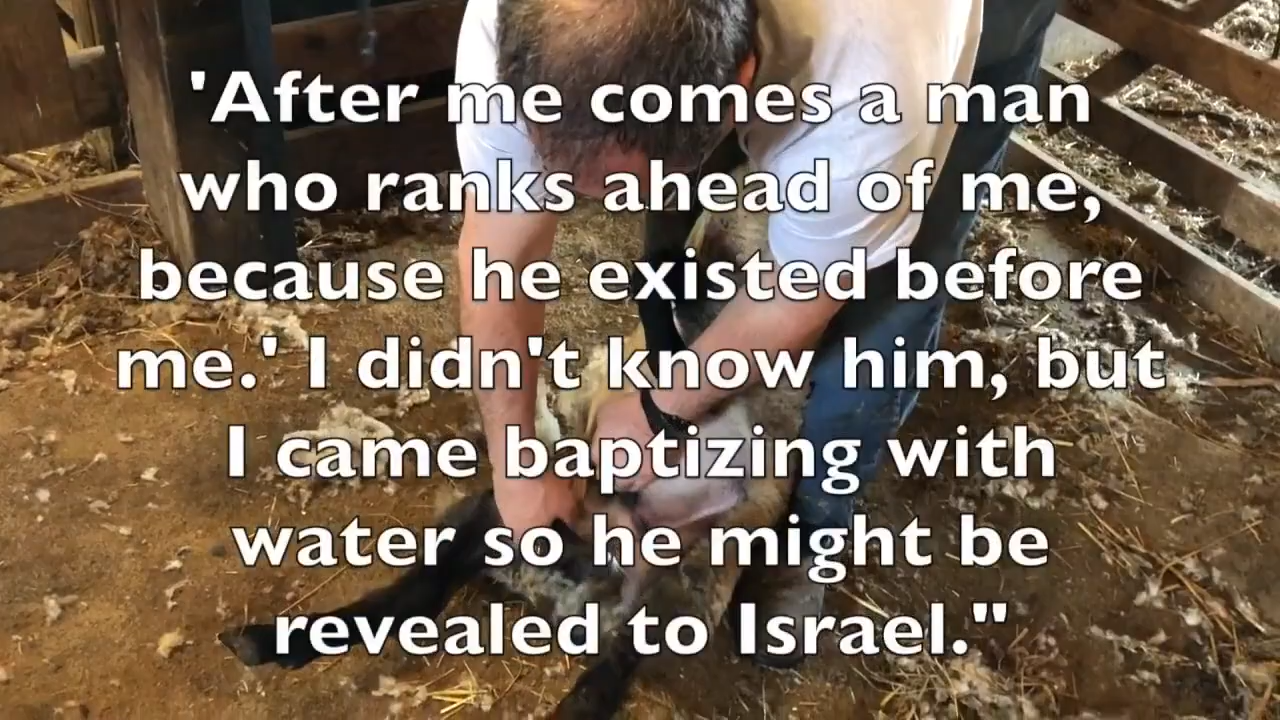 'After me comes a man
who ranks ahead of me,
because he existed before
me.' I didn't know him, but
I came baptizing with
water so he might be
revealed to Israel."